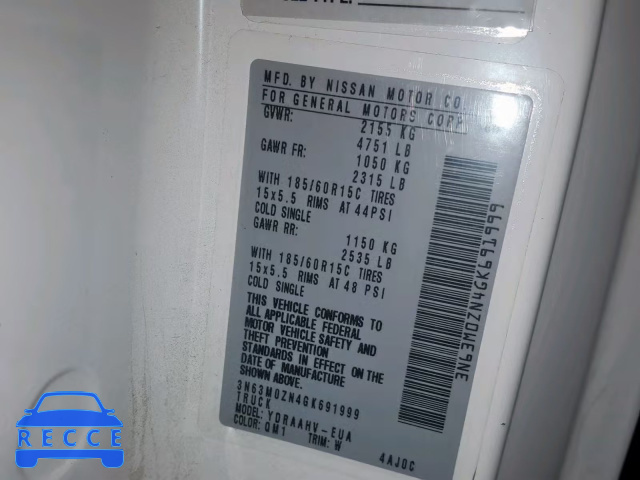 MFD. BY NISSAN MOTOR CO
FOR GENERAL MOTORS CORP
GVWR:
2155 KG
4751 LB
GAWR FR:
1050 KG
2315 LB
WITH 185/60R15C TIRES
15x5.5 RIMS AT 44PSI
COLD SINGLE
GAWR RR:
1150 KG
2535 LB
WITH 185/60R15C TIRES
15x5.5 RIMS AT 48 PSI
COLD SINGLE
THIS VEHICLE CONFORMS TO
ALL APPLICABLE FEDERAL
MOTOR VEHICLE SAFETY AND
THEFT PREVENTION
STANDARDS IN EFFECT ON THE
DATE OF MANUFACTURE
SHOWN ABOVE.
3N63M0ZN4GK691999
TRUCK
MODEL: YDRAAHV-EUA
COLOR: QM1 TRIM: W
4AJ0C
3N63M0ZN4GK691999
RECCE